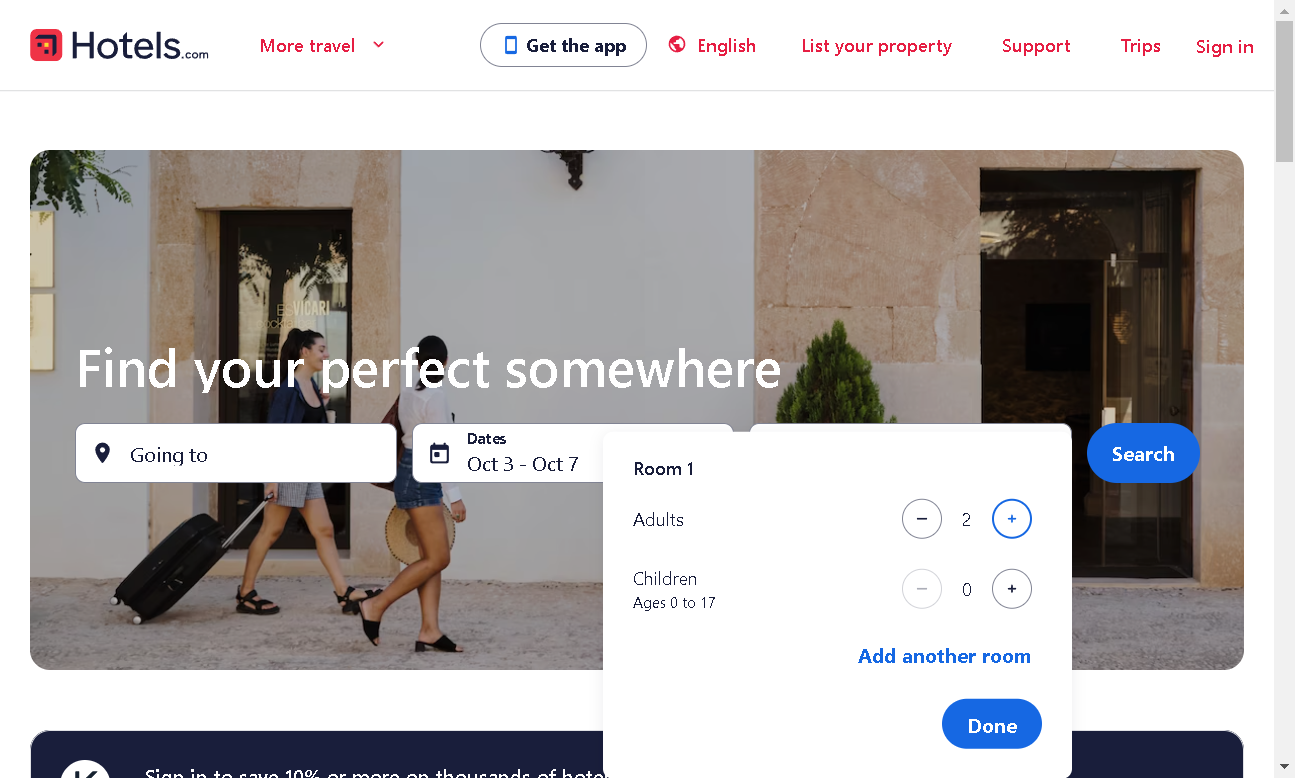 Hotels.com
More travel
Get the app
English
List your property
Support
Trips
Sign in
VICARI
Find your perfect somewhere
Going to
Dates
Oct 3 - Oct 7
Search
Room 1
Adults
2
Children
Ages 0 to 17
0
Add another room
Done
Sign in to save 10% or more on thousands of